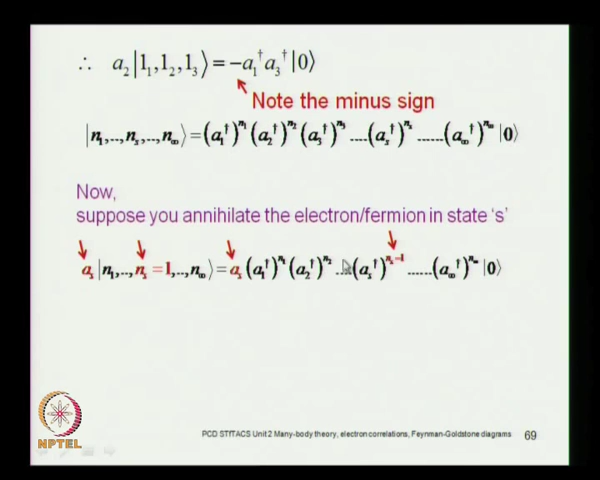 ∴ a₂|1₁,1₂,1₃⟩ = −a₁†a₃†|0⟩
Note the minus sign
|n₁,..,nₛ,..,n∞⟩ = (a₁†)^n₁ (a₂†)^n₂ (a₃†)^n₃ ....(aₛ†)^nₛ ......(a∞†)^n∞ |0⟩
Now,
suppose you annihilate the electron/fermion in state 's'
aₛ|n₁,..,nₛ = 1,..,n∞⟩ = aₛ (a₁†)^n₁ (a₂†)^n₂ ...(aₛ†)^nₛ=1 ......(a∞†)^n∞ |0⟩
NPTEL
PCD STiTACS Unit 2 Many-body theory, electron correlations, Feynman-Goldstone diagrams 69